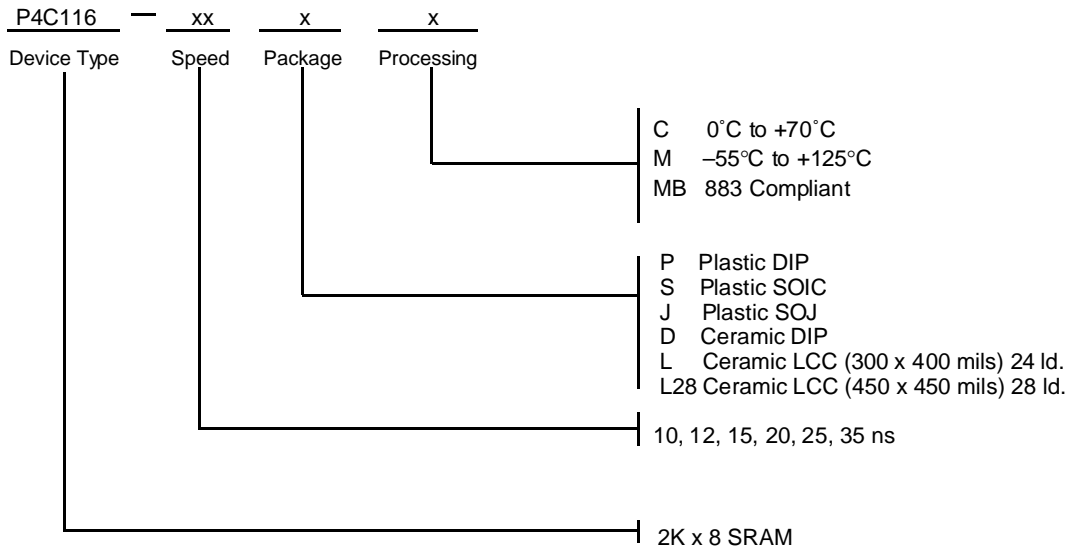 P4C116 — xx x x
Device Type Speed Package Processing
C 0˚C to +70˚C
M –55°C to +125°C
MB 883 Compliant
P Plastic DIP
S Plastic SOIC
J Plastic SOJ
D Ceramic DIP
L Ceramic LCC (300 x 400 mils) 24 ld.
L28 Ceramic LCC (450 x 450 mils) 28 ld.
10, 12, 15, 20, 25, 35 ns
2K x 8 SRAM